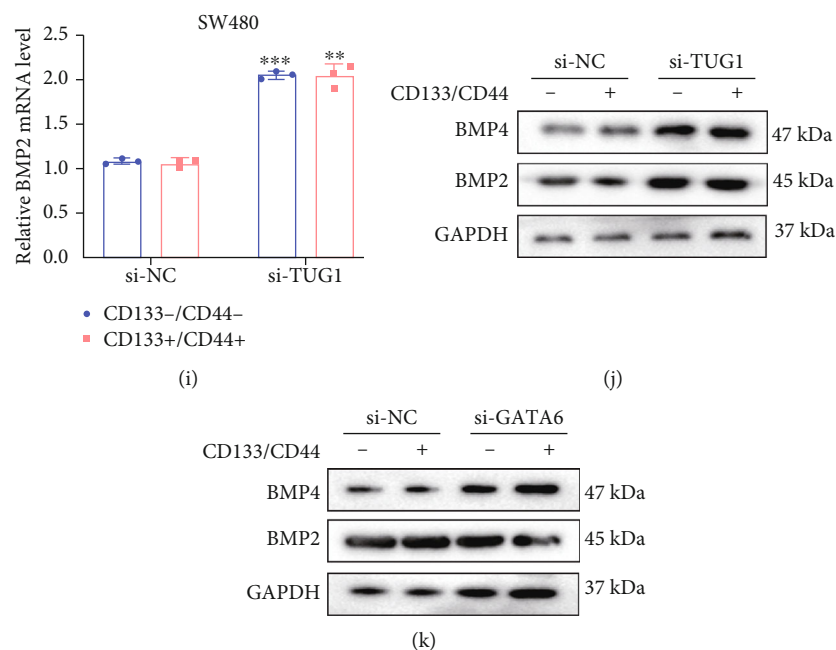 SW480
Relative BMP2 mRNA level
2.5
2.0
1.5
1.0
0.5
0.0
***
**
si-NC
si-TUG1
CD133–/CD44–
CD133+/CD44+
(i)
si-NC si-TUG1
CD133/CD44 – + – +
BMP4 47 kDa
BMP2 45 kDa
GAPDH 37 kDa
(j)
si-NC si-GATA6
CD133/CD44 – + – +
BMP4 47 kDa
BMP2 45 kDa
GAPDH 37 kDa
(k)